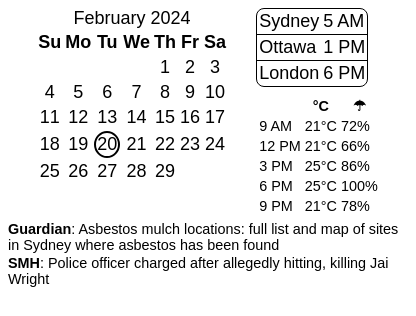 February 2024
Su Mo Tu We Th Fr Sa
1 2 3
4 5 6 7 8 9 10
11 12 13 14 15 16 17
18 19 20 21 22 23 24
25 26 27 28 29
Sydney 5 AM
Ottawa 1 PM
London 6 PM
°C ☂
9 AM 21°C 72%
12 PM 21°C 66%
3 PM 25°C 86%
6 PM 25°C 100%
9 PM 21°C 78%
Guardian: Asbestos mulch locations: full list and map of sites
in Sydney where asbestos has been found
SMH: Police officer charged after allegedly hitting, killing Jai
Wright